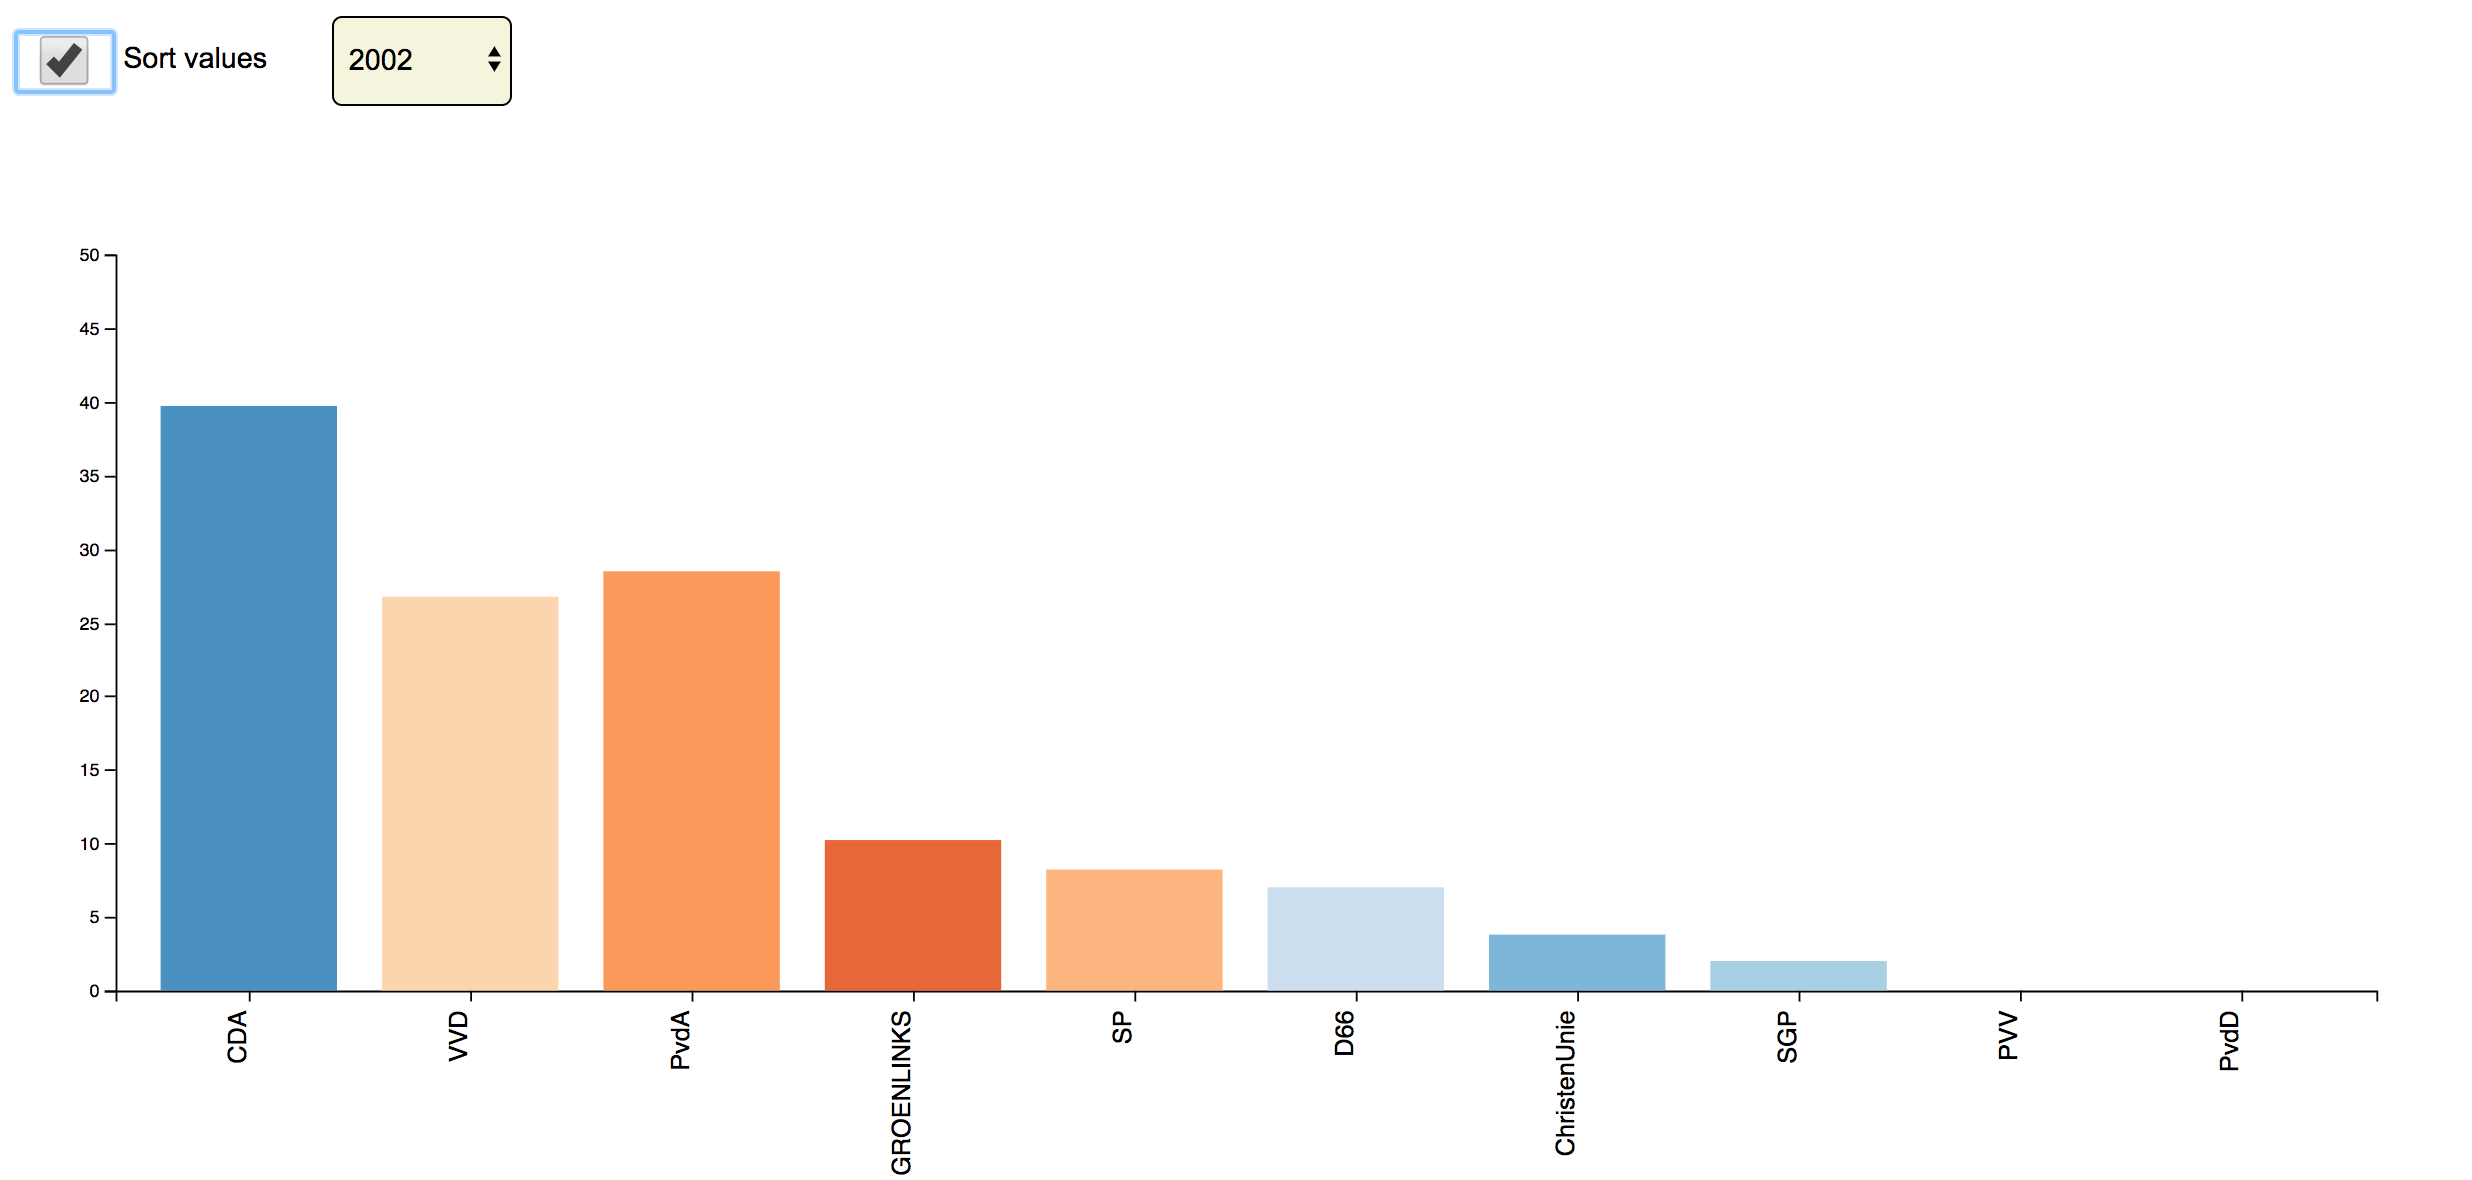 Sort values
2002
50
45
40
35
30
25
20
15
10
5
0
CDA
VVD
PvdA
GROENLINKS
SP
D66
ChristenUnie
SGP
PVV
PvdD